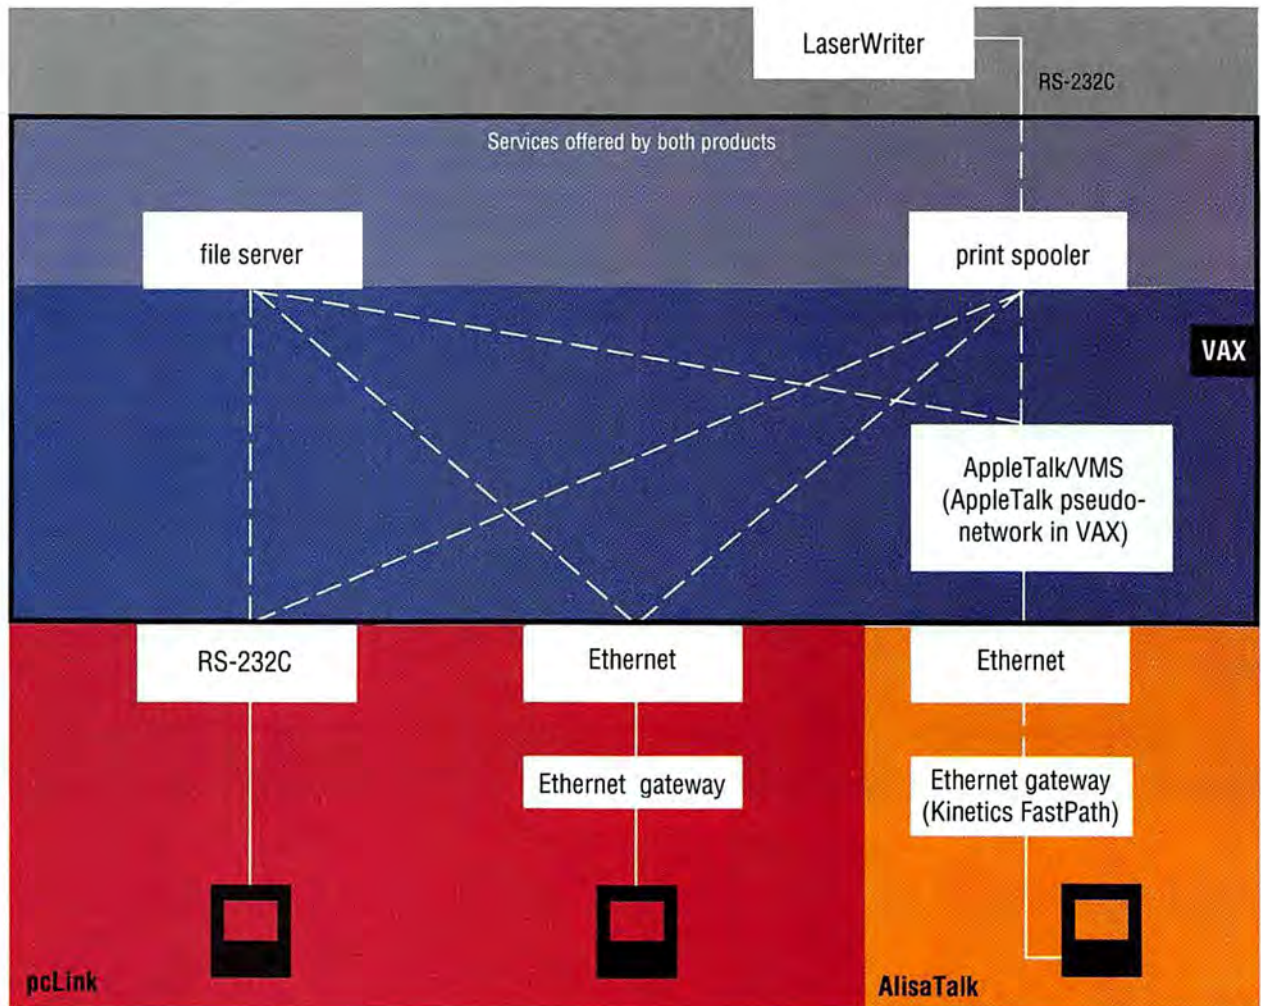 LaserWriter
RS-232C
Services offered by both products
file server
print spooler
VAX
AppleTalk/VMS
(AppleTalk pseudo-
network in VAX)
RS-232C
Ethernet
Ethernet
Ethernet gateway
Ethernet gateway
(Kinetics FastPath)
pcLink
AlisaTalk